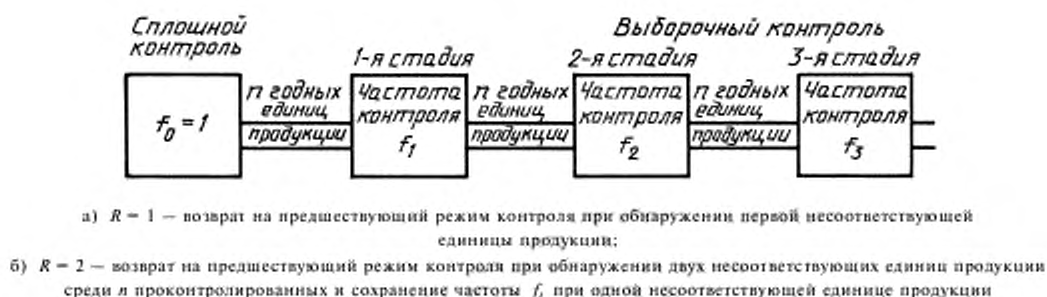 Сплошной
контроль
Выборочный контроль
1-я стадия
2-я стадия
3-я стадия
f₀ = 1
n годных
единиц
продукции
Частота
контроля
f₁
n годных
единиц
продукции
Частота
контроля
f₂
n годных
единиц
продукции
Частота
контроля
f₃
а) R = 1 — возврат на предшествующий режим контроля при обнаружении первой несоответствующей
единицы продукции;
б) R = 2 — возврат на предшествующий режим контроля при обнаружении двух несоответствующих единиц продукции
среди n проконтролированных и сохранение частоты fᵢ при одной несоответствующей единице продукции